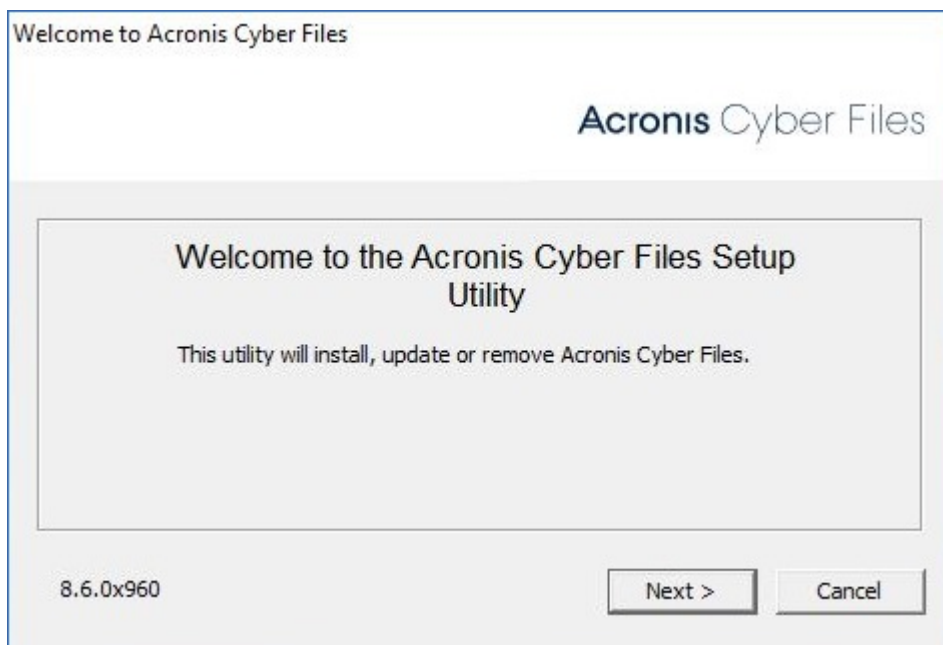 Welcome to Acronis Cyber Files
Acronis Cyber Files
Welcome to the Acronis Cyber Files Setup
Utility
This utility will install, update or remove Acronis Cyber Files.
8.6.0x960
Next >
Cancel